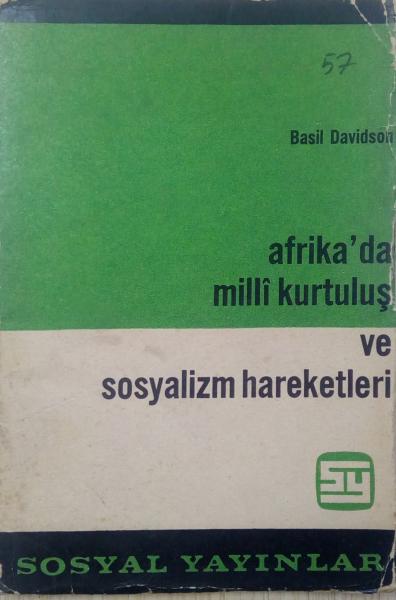 57
Basil Davidson
afrika'da
millî kurtuluş
ve
sosyalizm hareketleri
SY
SOSYAL YAYINLAR